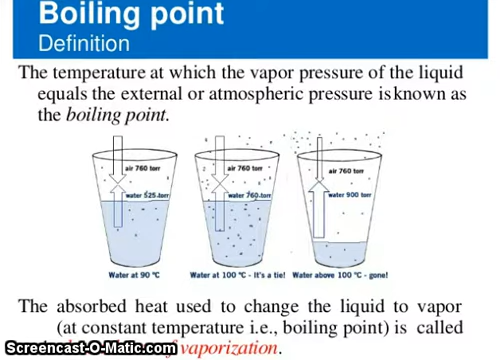 Boiling point
Definition
The temperature at which the vapor pressure of the liquid
equals the external or atmospheric pressure is known as
the boiling point.
air 760 torr
air 760 torr
air 760 torr
water 525 torr
water 760 torr
water 900 torr
Water at 90 °C
Water at 100 °C - It's a tie!
Water above 100 °C - gone!
The absorbed heat used to change the liquid to vapor
(at constant temperature i.e., boiling point) is called
vaporization.
Screencast-O-Matic.com